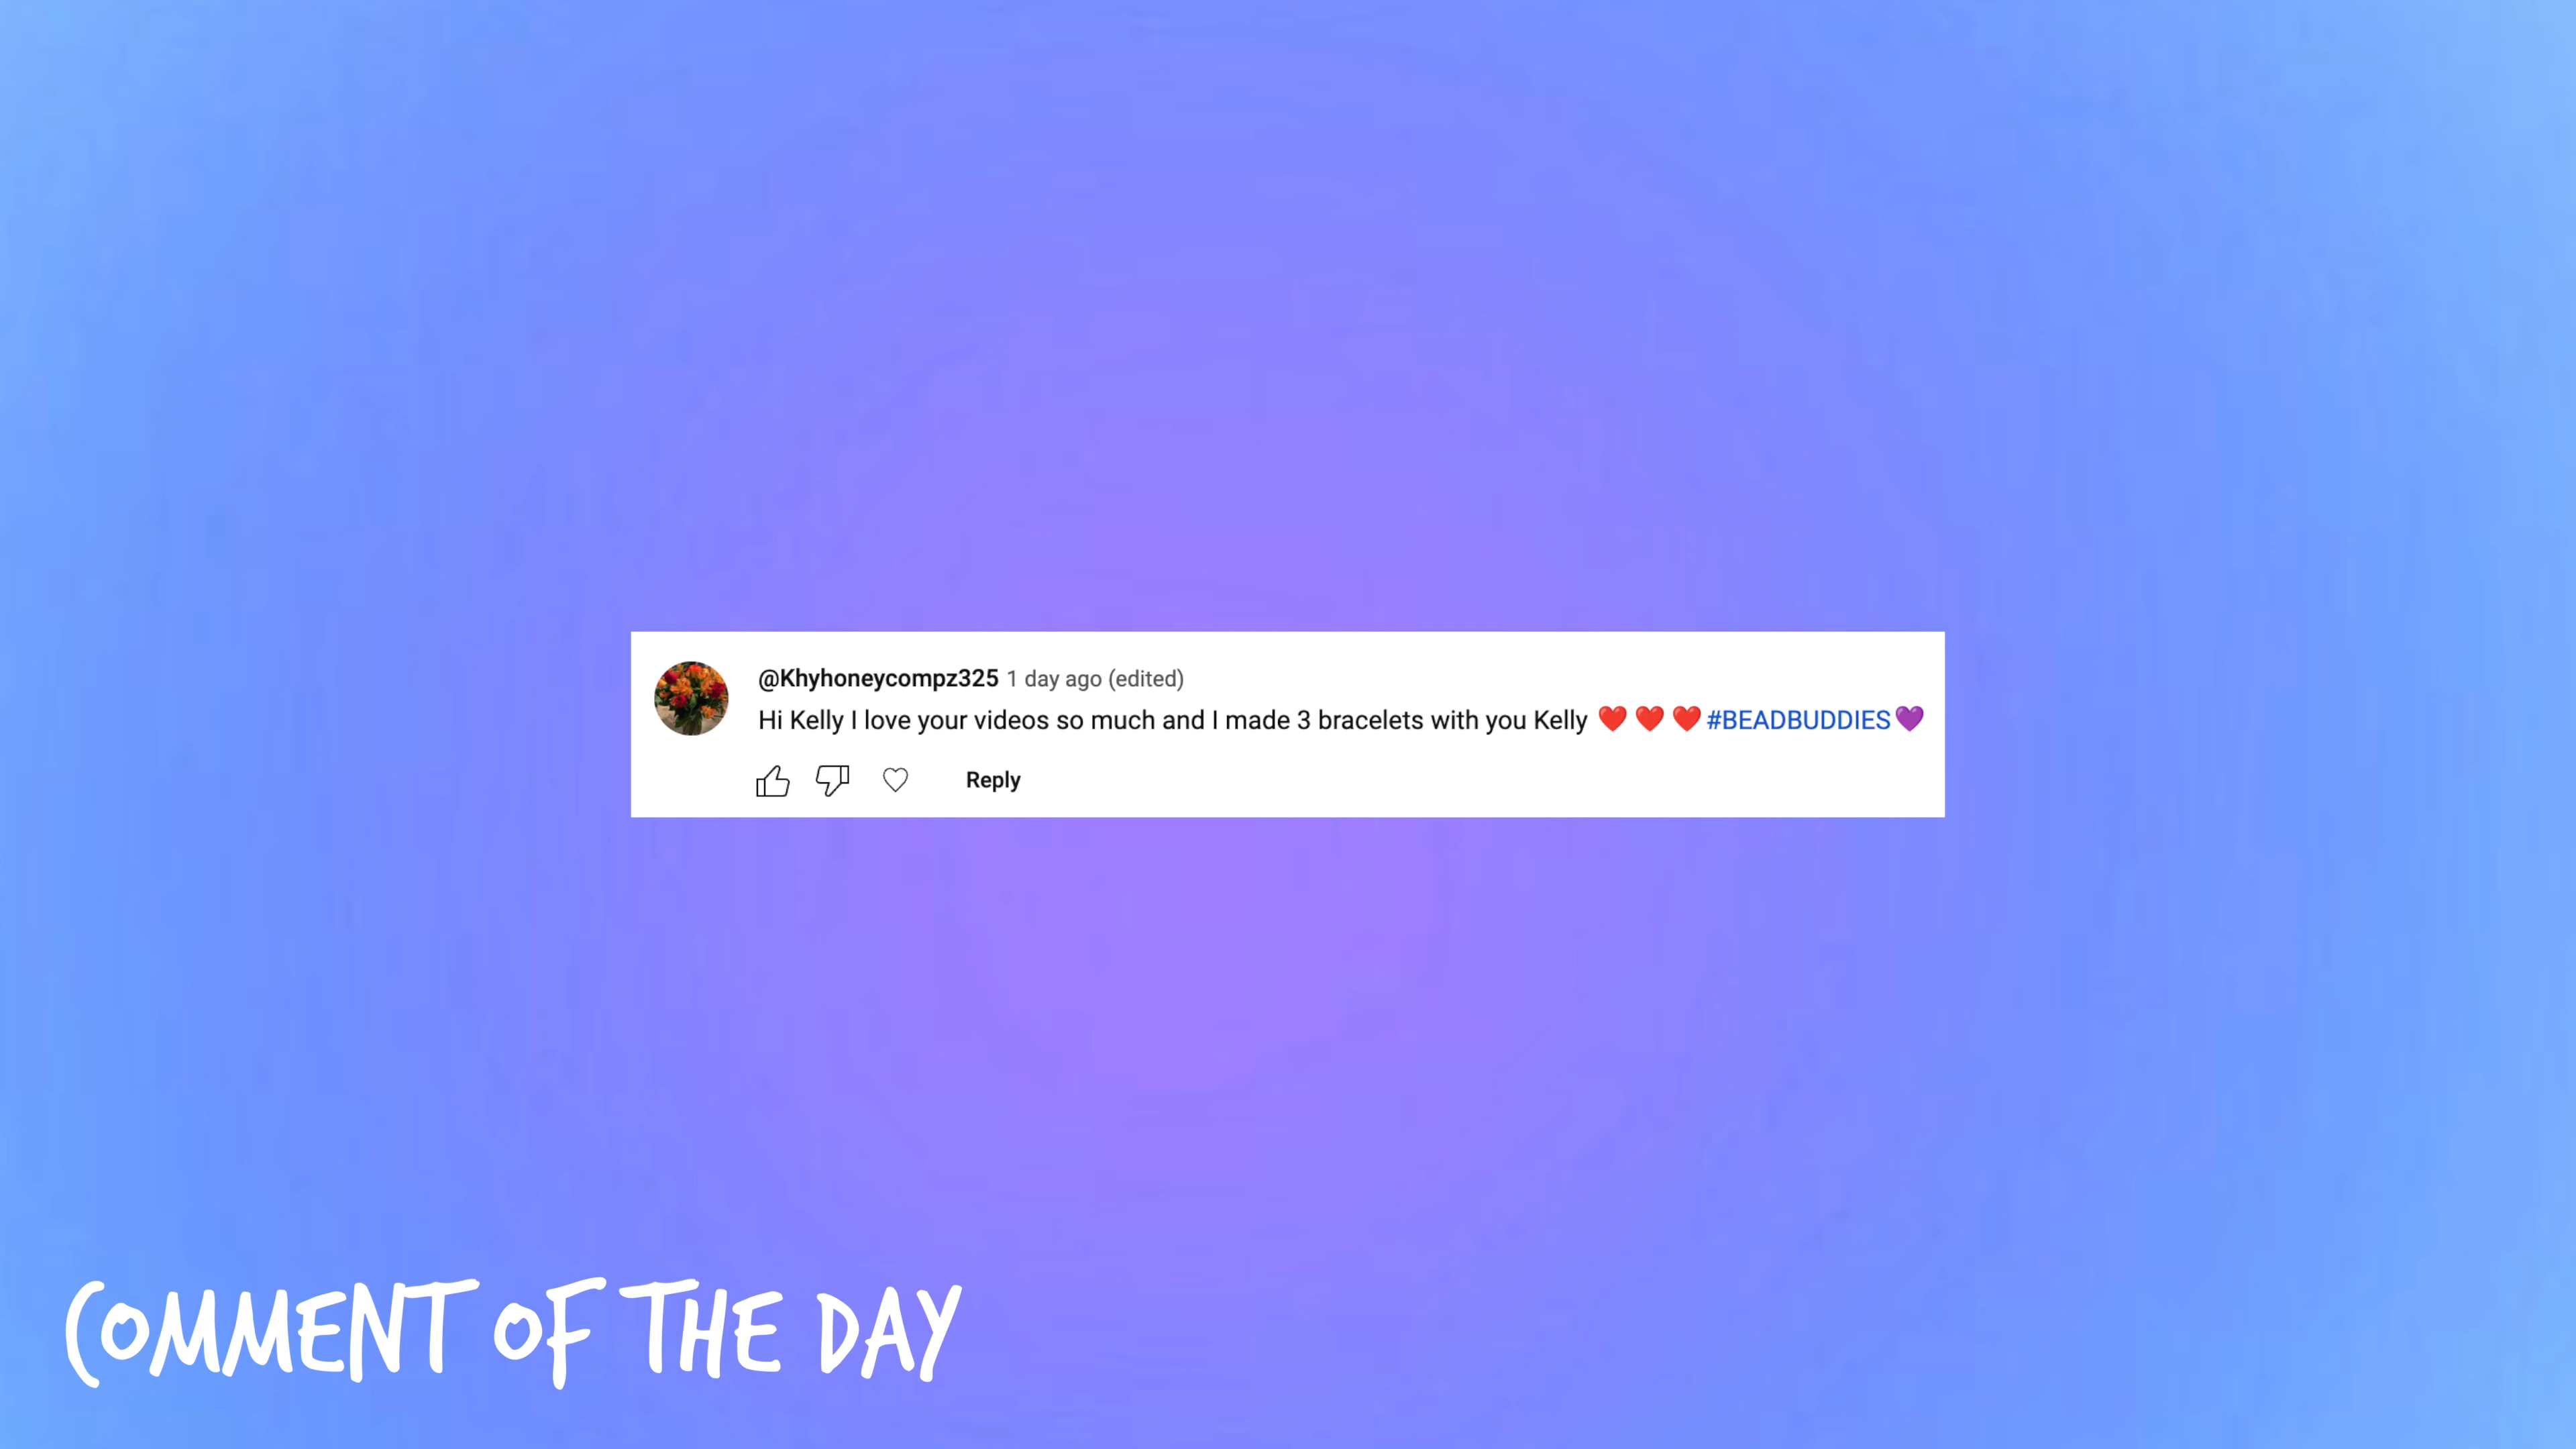 @Khyhoneycompz325 1 day ago (edited)
Hi Kelly I love your videos so much and I made 3 bracelets with you Kelly ❤️ ❤️ ❤️ #BEADBUDDIES💜
Reply
COMMENT OF THE DAY